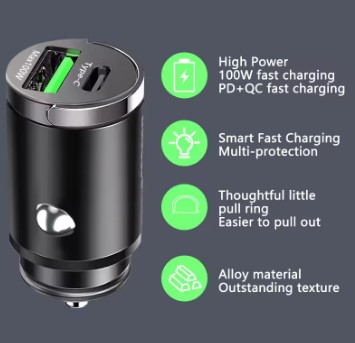 Max100W
Type-c
High Power
100W fast charging
PD+QC fast charging
Smart Fast Charging
Multi-protection
Thoughtful little
pull ring
Easier to pull out
Alloy material
Outstanding texture